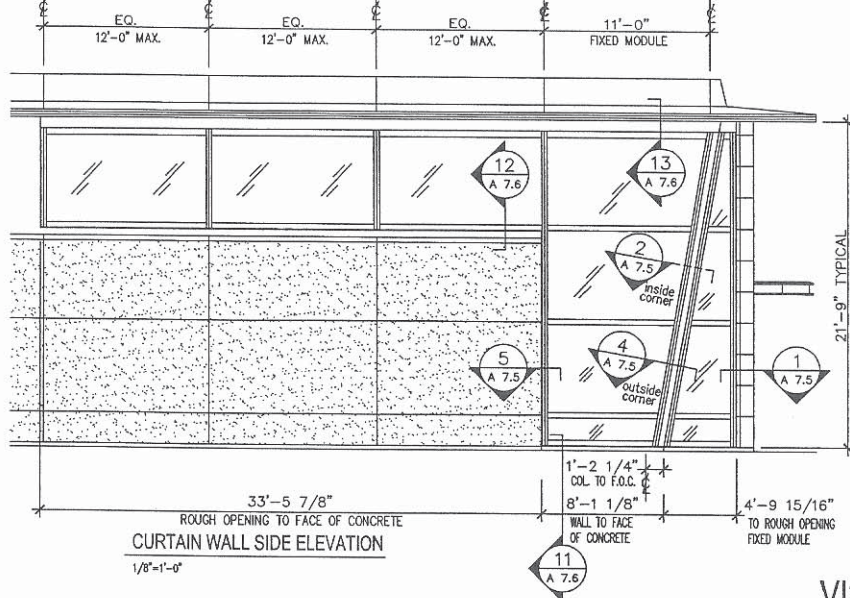 ℄ ℄ ℄ ℄ ℄
EQ. EQ. EQ. 11'-0"
12'-0" MAX. 12'-0" MAX. 12'-0" MAX. FIXED MODULE
12
A 7.6
13
A 7.6
2
A 7.5
inside
corner
21'-9" TYPICAL
5
A 7.5
4
A 7.5
outside
corner
1
A 7.5
1'-2 1/4"
COL. TO F.O.C. ℄
33'-5 7/8"
ROUGH OPENING TO FACE OF CONCRETE
8'-1 1/8"
WALL TO FACE
OF CONCRETE
4'-9 15/16"
TO ROUGH OPENING
FIXED MODULE
CURTAIN WALL SIDE ELEVATION
1/8"=1'-0"
11
A 7.6